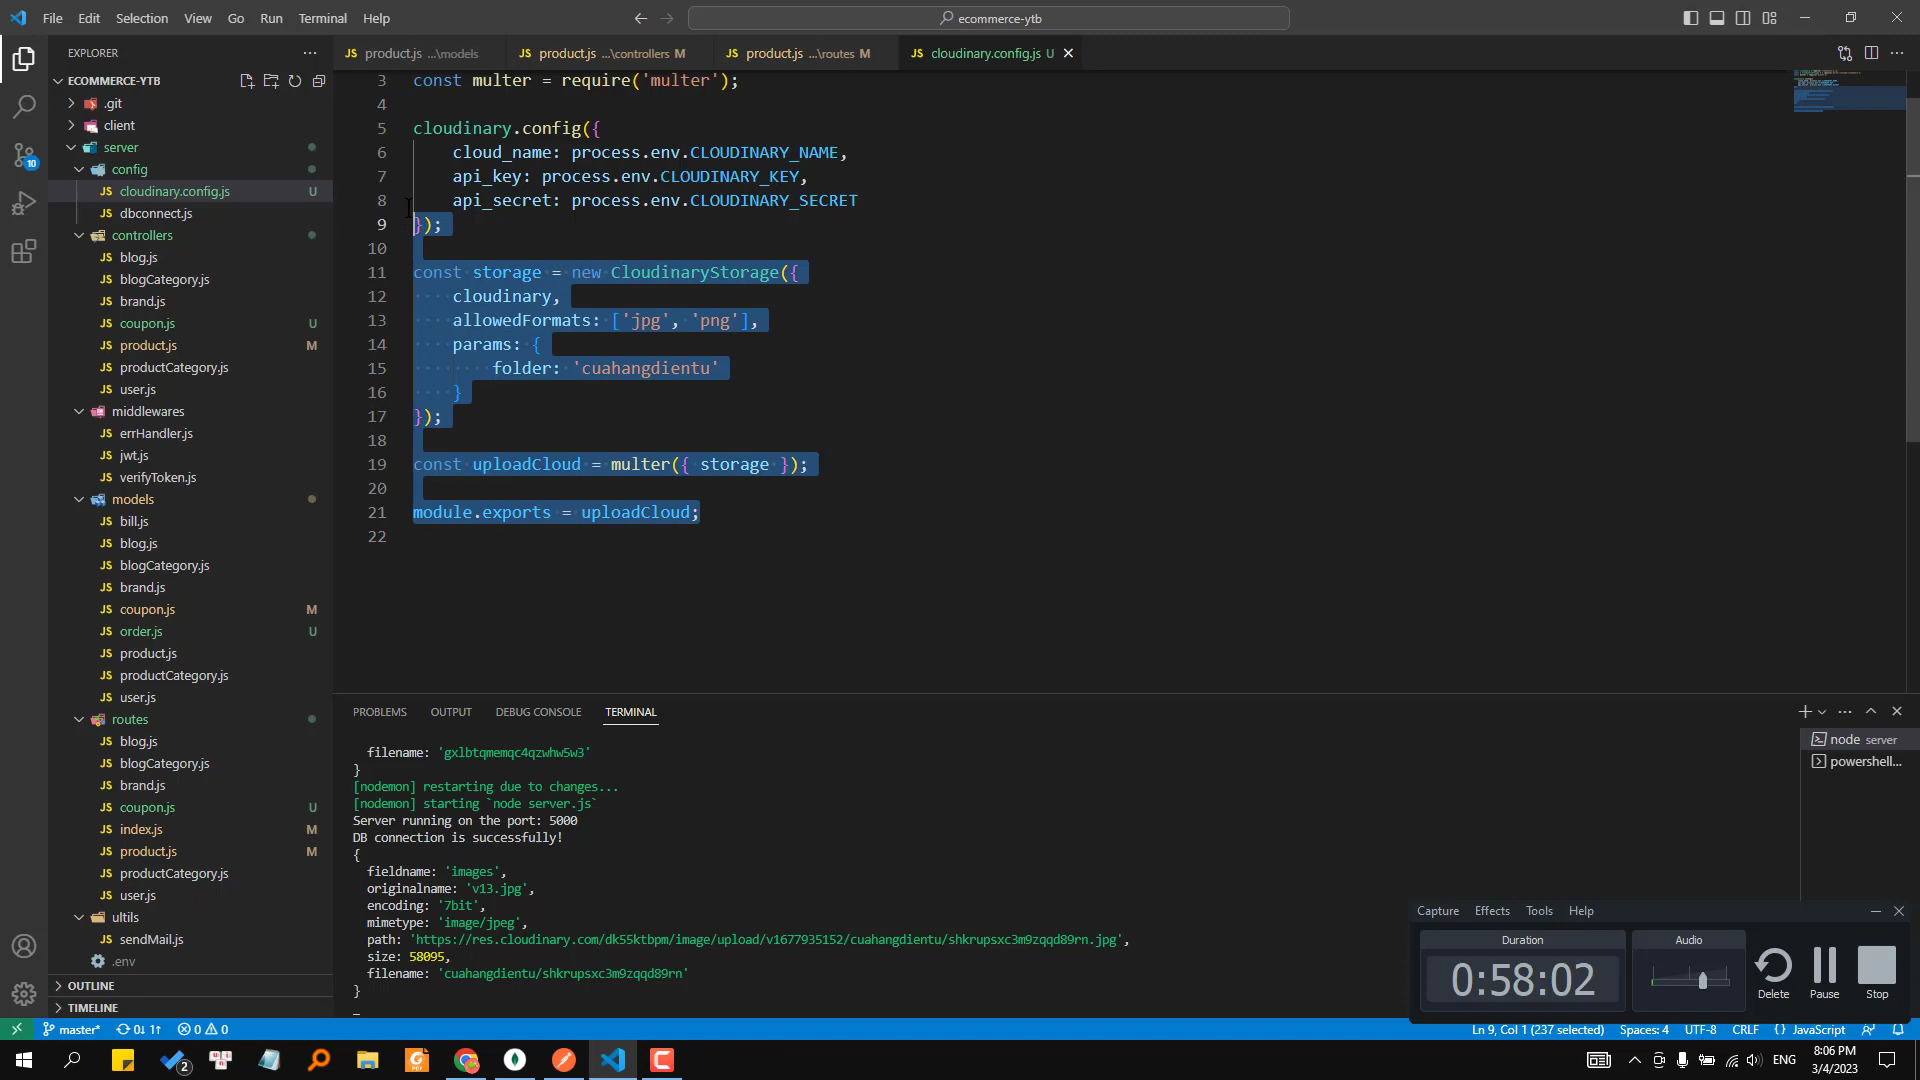 File Edit Selection View Go Run Terminal Help
ecommerce-ytb
EXPLORER
ECOMMERCE-YTB
.git
client
server
config
cloudinary.config.js U
dbconnect.js
controllers
blog.js
blogCategory.js
brand.js
coupon.js U
product.js M
productCategory.js
user.js
middlewares
errHandler.js
jwt.js
verifyToken.js
models
bill.js
blog.js
blogCategory.js
brand.js
coupon.js M
order.js U
product.js
productCategory.js
user.js
routes
blog.js
blogCategory.js
brand.js
coupon.js U
index.js M
product.js M
productCategory.js
user.js
ultils
sendMail.js
.env
OUTLINE
TIMELINE
10
JS product.js ...\models JS product.js ...\controllers M JS product.js ...\routes M JS cloudinary.config.js U
3 const multer = require('multer');
4
5 cloudinary.config({
6 cloud_name: process.env.CLOUDINARY_NAME,
7 api_key: process.env.CLOUDINARY_KEY,
8 api_secret: process.env.CLOUDINARY_SECRET
9 });
10
11 const storage = new CloudinaryStorage({
12 cloudinary,
13 allowedFormats: ['jpg', 'png'],
14 params: {
15 folder: 'cuahangdientu'
16 }
17 });
18
19 const uploadCloud = multer({ storage });
20
21 module.exports = uploadCloud;
22
PROBLEMS OUTPUT DEBUG CONSOLE TERMINAL
node server
powershell...
filename: 'gxlbtqmemqc4qzwhw5w3'
}
[nodemon] restarting due to changes...
[nodemon] starting `node server.js`
Server running on the port: 5000
DB connection is successfully!
{
fieldname: 'images',
originalname: 'v13.jpg',
encoding: '7bit',
mimetype: 'image/jpeg',
path: 'https://res.cloudinary.com/dk55ktbpm/image/upload/v1677935152/cuahangdientu/shkrupsxc3m9zqqd89rn.jpg',
size: 58095,
filename: 'cuahangdientu/shkrupsxc3m9zqqd89rn'
}
Capture Effects Tools Help
Duration
0:58:02
Audio
Delete Pause Stop
master* 0↓ 1↑ 0 0
Ln 9, Col 1 (237 selected) Spaces: 4 UTF-8 CRLF {} JavaScript
2
ENG
8:06 PM
3/4/2023